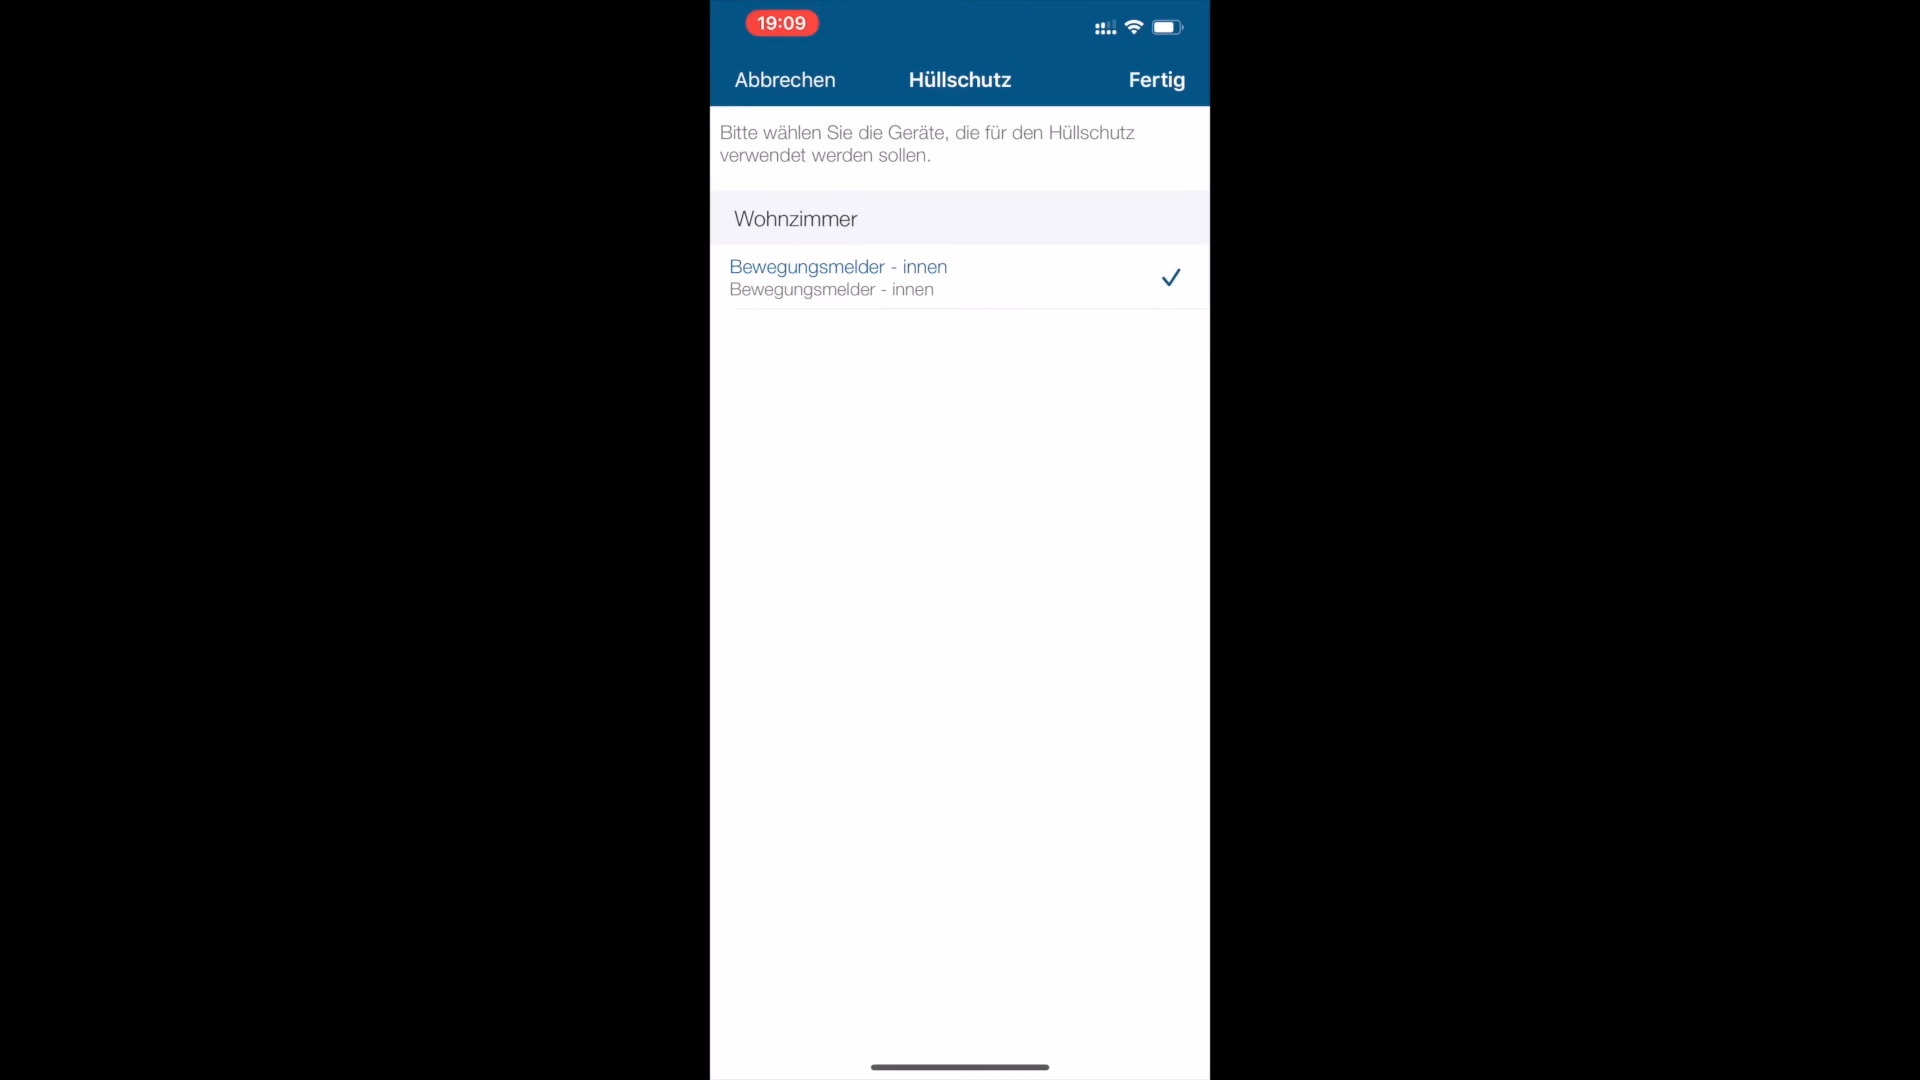 19:09
Abbrechen
Hüllschutz
Fertig
Bitte wählen Sie die Geräte, die für den Hüllschutz
verwendet werden sollen.
Wohnzimmer
Bewegungsmelder - innen
Bewegungsmelder - innen